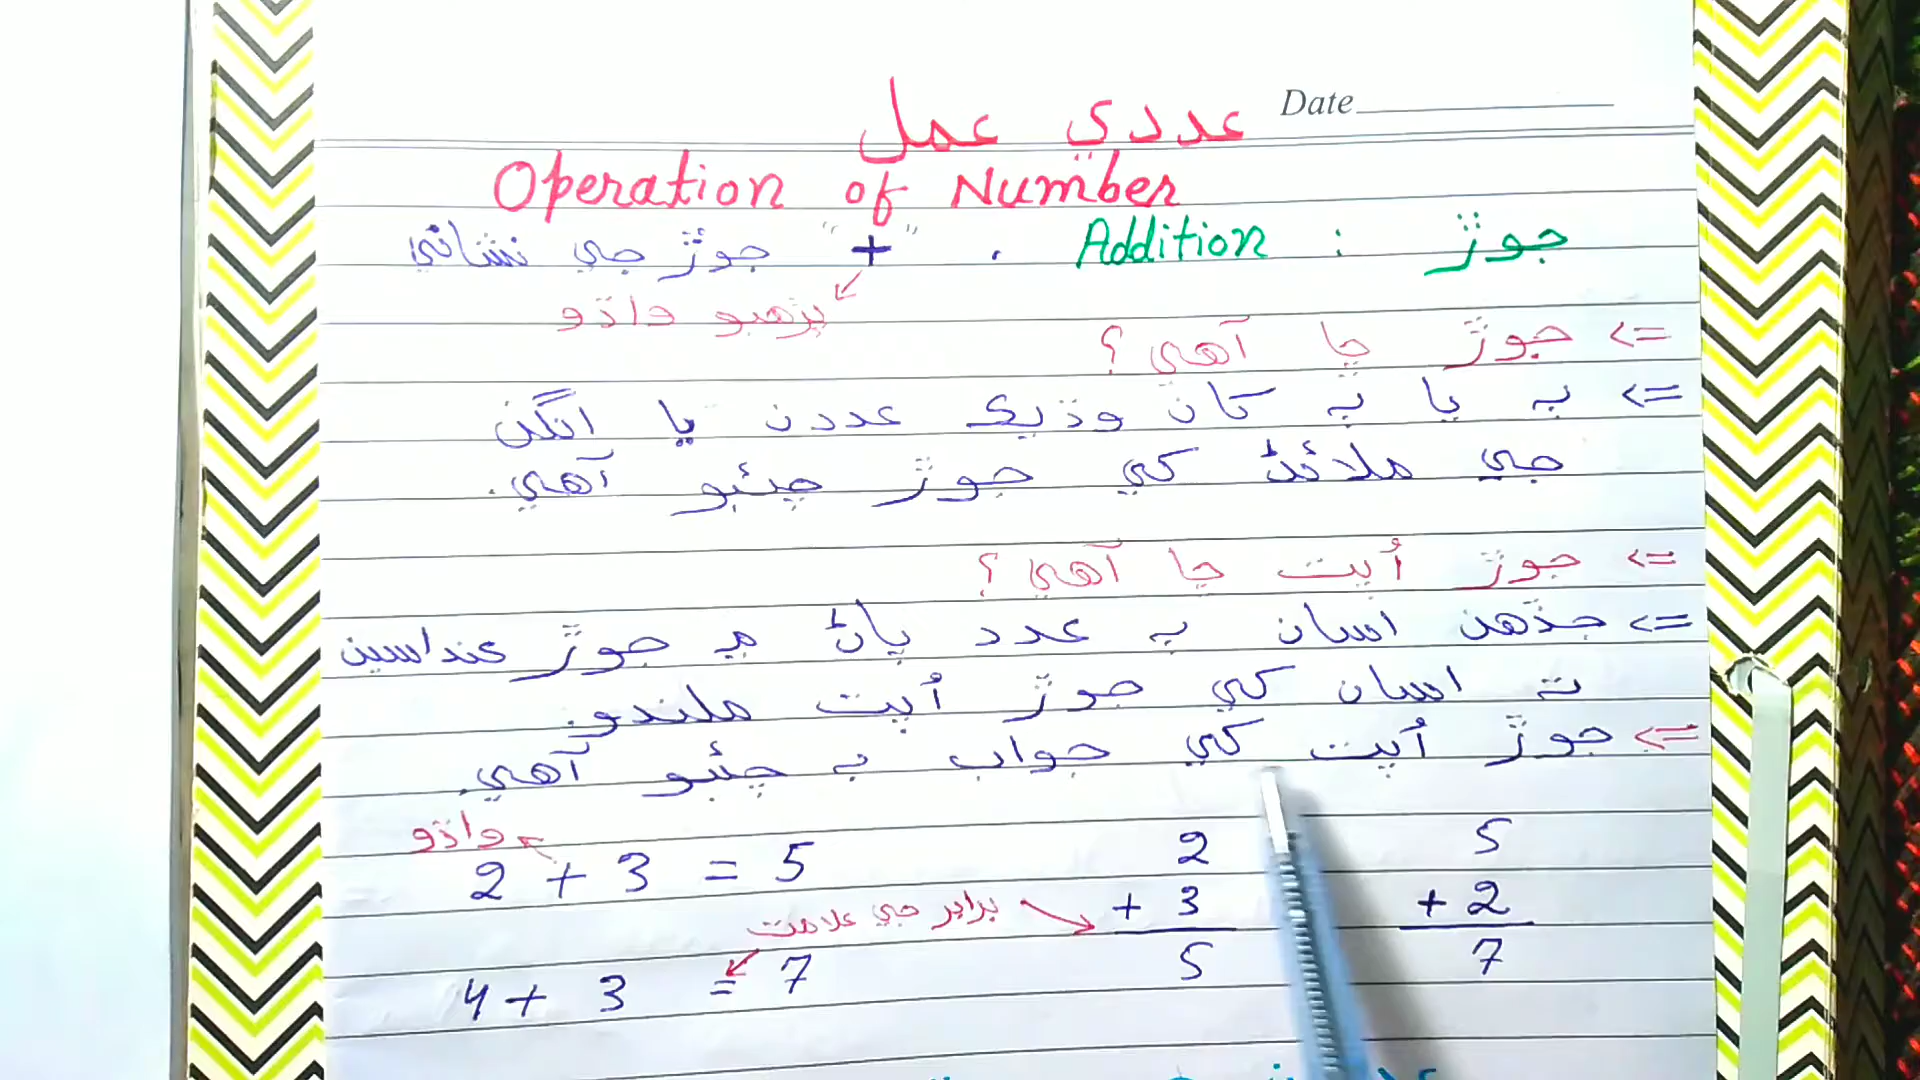 Date
عددي عمل
Operation of Number
جوڙ : Addition . "+" جوڙ جي نشاني
پڙهبو واڌو
=> جوڙ ڇا آهي؟
=> ٻه يا ٻه کان وڌيڪ عددن يا انگن
جي ملائڻ کي جوڙ چئبو آهي.
=> جوڙ اُپت ڇا آهي؟
=> جڏهن اسان ٻه عدد پاڻ ۾ جوڙ ڪنداسين
ته اسان کي جوڙ اُپت ملندو.
=> جوڙ اُپت کي جواب به چئبو آهي.
واڌو
2 + 3 = 5
2
+ 3
5
5
+ 2
7
برابر جي علامت
4 + 3 = 7